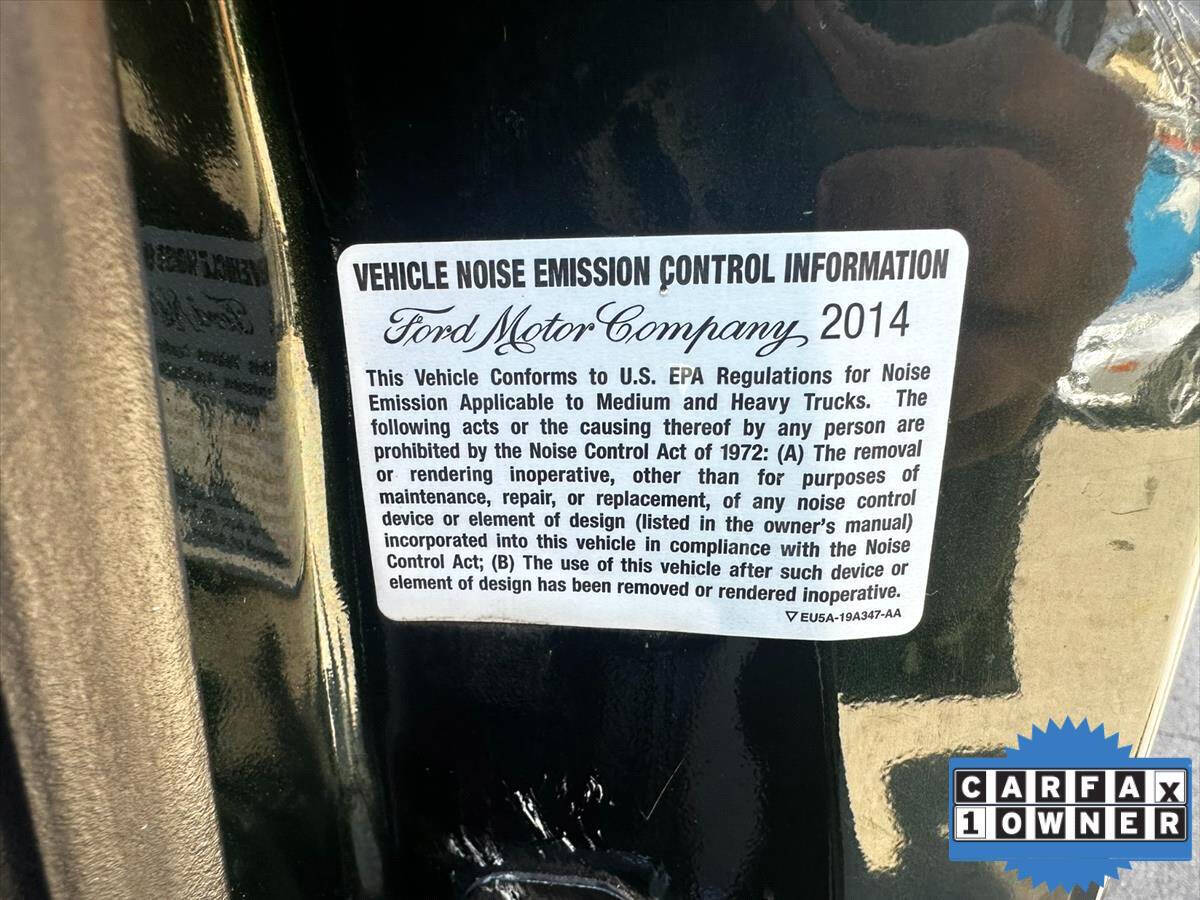 VEHICLE NOISE EMISSION CONTROL INFORMATION
Ford Motor Company 2014
This Vehicle Conforms to U.S. EPA Regulations for Noise
Emission Applicable to Medium and Heavy Trucks. The
following acts or the causing thereof by any person are
prohibited by the Noise Control Act of 1972: (A) The removal
or rendering inoperative, other than for purposes of
maintenance, repair, or replacement, of any noise control
device or element of design (listed in the owner's manual)
incorporated into this vehicle in compliance with the Noise
Control Act; (B) The use of this vehicle after such device or
element of design has been removed or rendered inoperative.
▽ EU5A-19A347-AA
CARFAX
1 OWNER